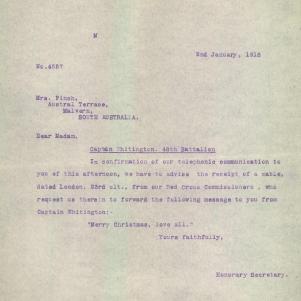 M
2nd January, 1918
No.4557
Mrs. Finch,
Austral Terrace,
Malvern,
SOUTH AUSTRALIA.
Dear Madam,
Captain Whitington, 48th Battalion
In confirmation of our telephonic communication to
you of this afternoon, we have to advise the receipt of a cable,
dated London, 23rd ult., from our Red Cross Commissioners , who
request us therein to forward the following message to you from
Captain Whitington:-
"Merry Christmas, love all."
Yours faithfully,
Honorary Secretary.